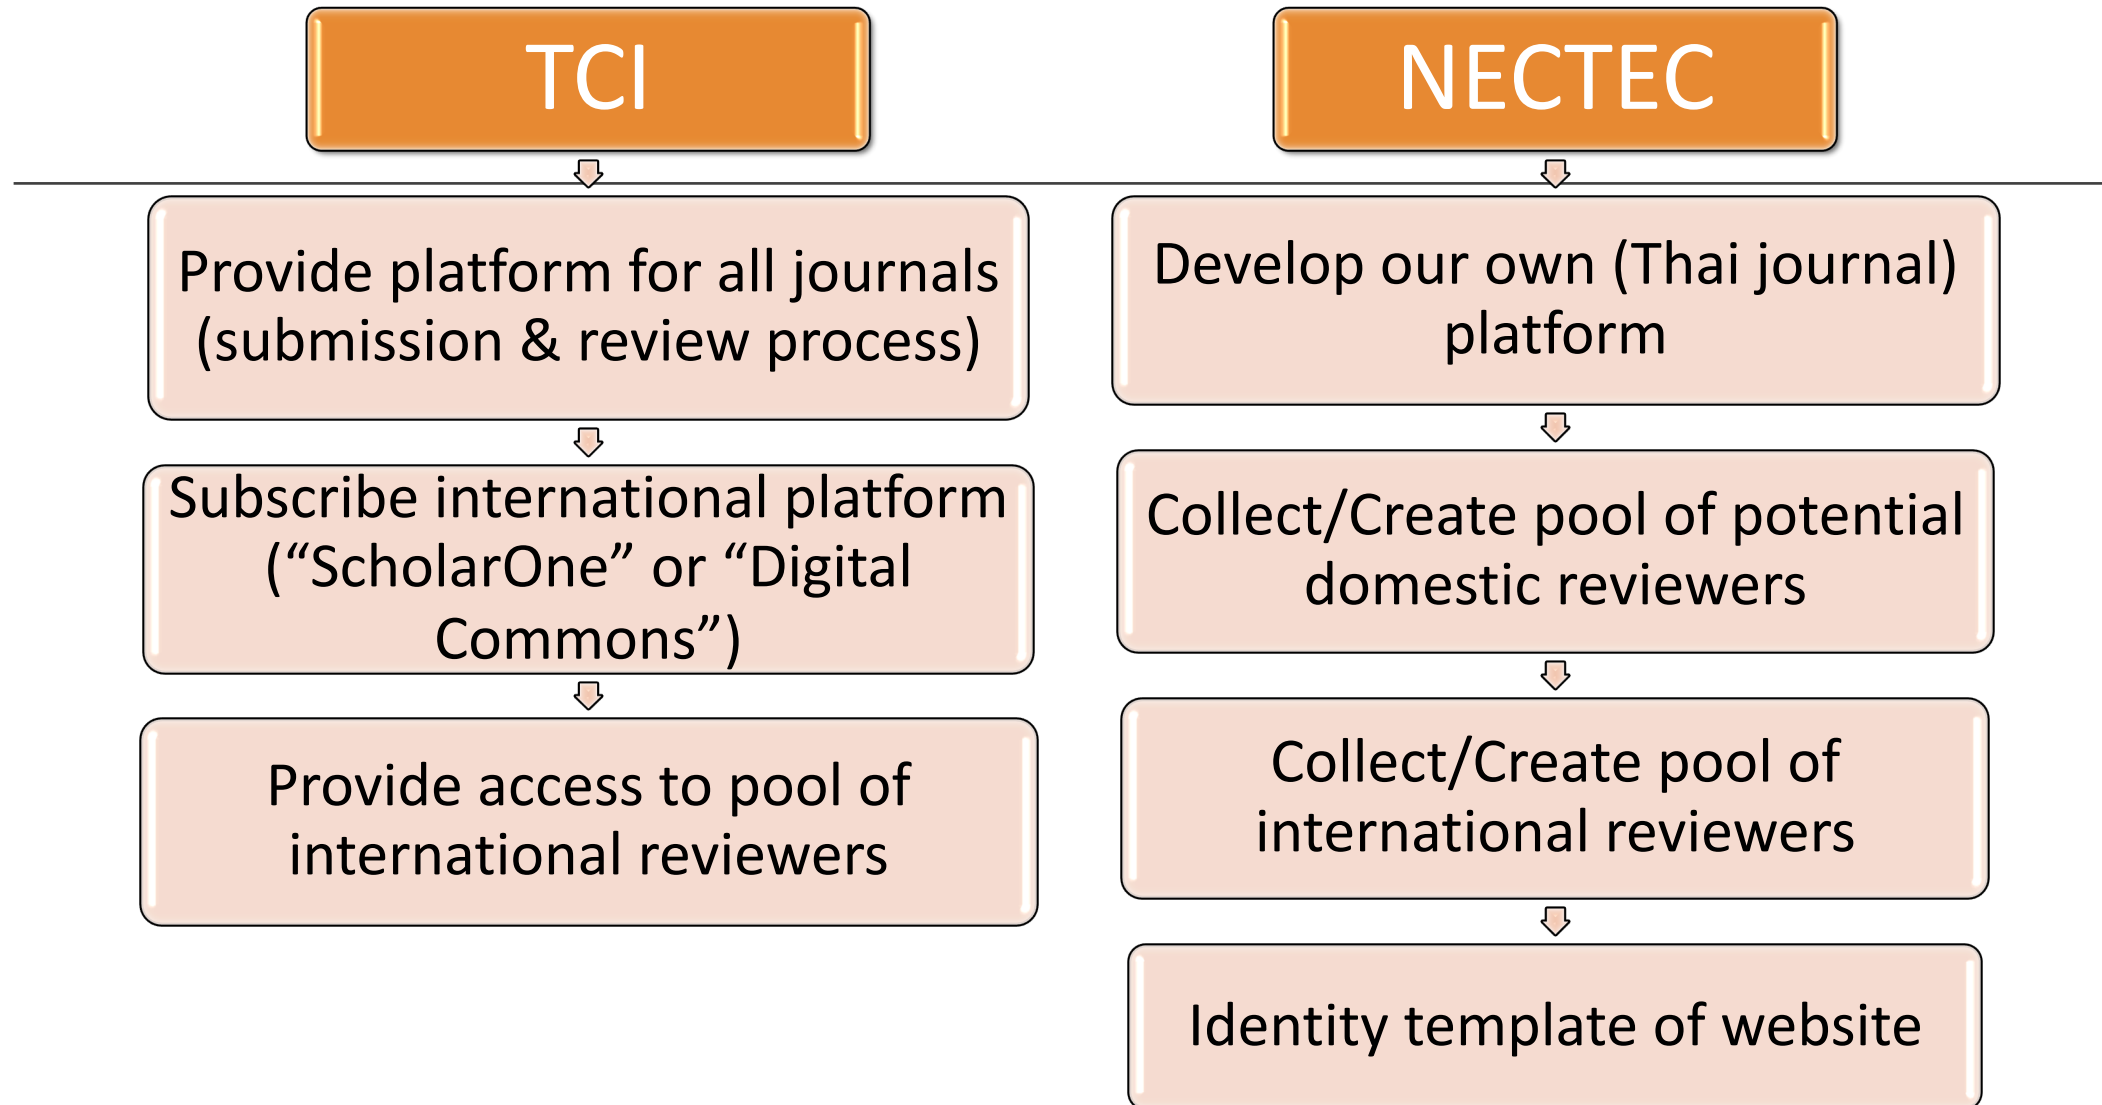 TCI
Provide platform for all journals
(submission & review process)
Subscribe international platform
(“ScholarOne” or “Digital
Commons”)
Provide access to pool of
international reviewers
NECTEC
Develop our own (Thai journal)
platform
Collect/Create pool of potential
domestic reviewers
Collect/Create pool of
international reviewers
Identity template of website